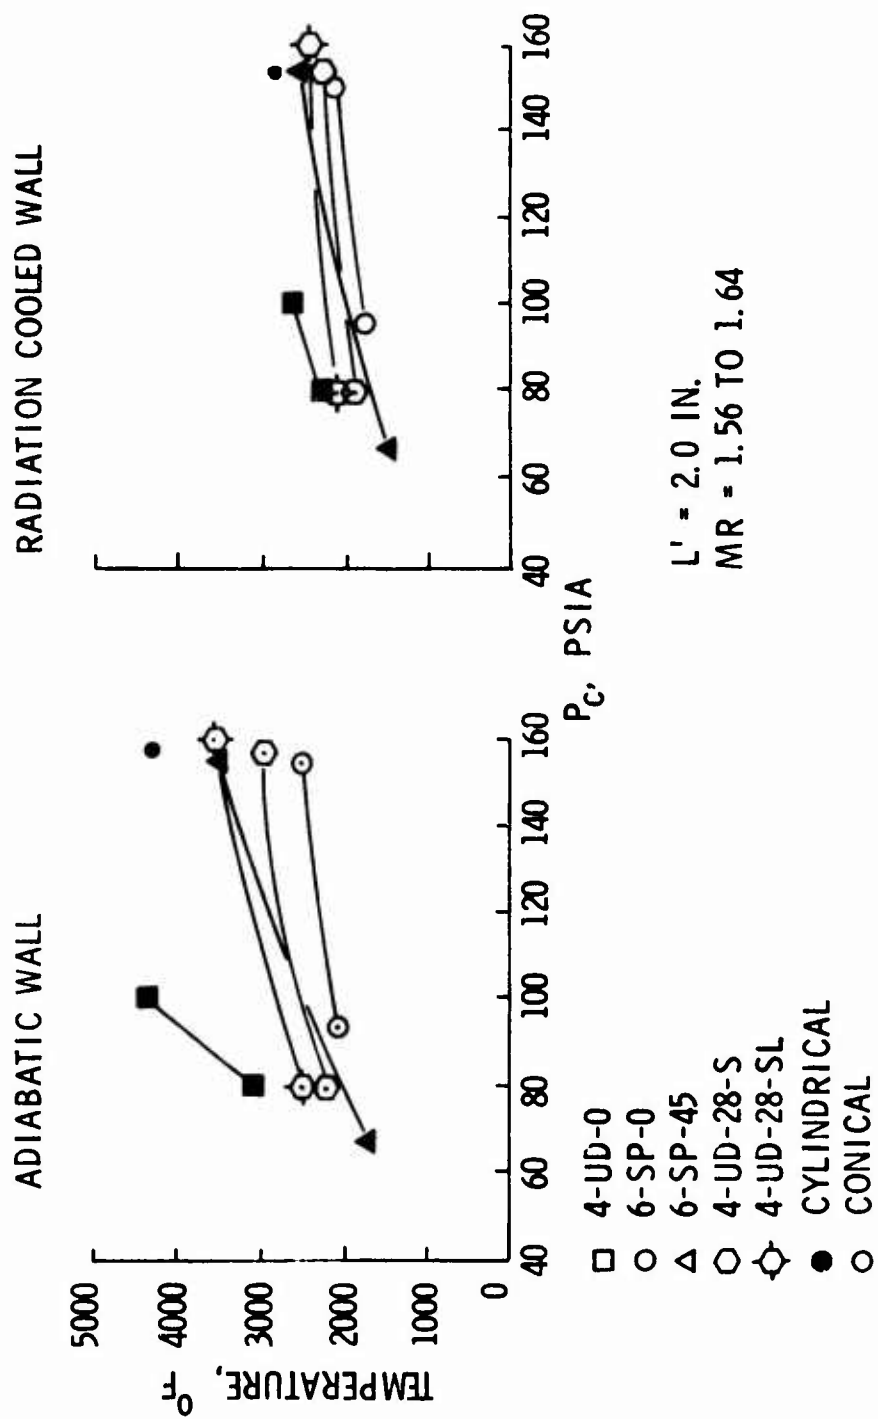 ADIABATIC WALL
RADIATION COOLED WALL
TEMPERATURE, °F
5000
4000
3000
2000
1000
0
40
60
80
100
120
140
160
40
60
80
100
120
140
160
Pc, PSIA
4-UD-0
6-SP-0
6-SP-45
4-UD-28-S
4-UD-28-SL
CYLINDRICAL
CONICAL
L' = 2.0 IN.
MR = 1.56 TO 1.64